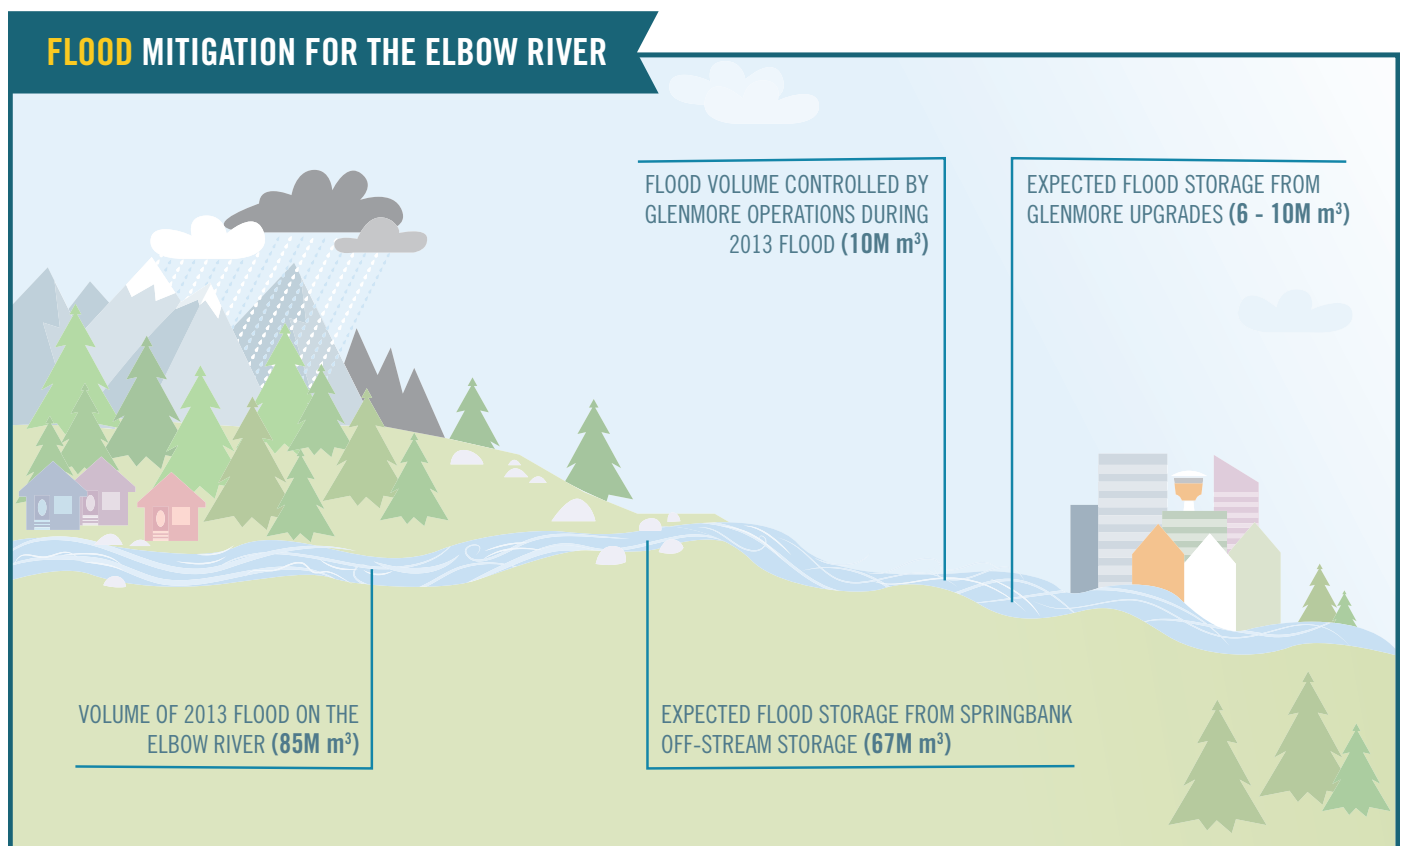 FLOOD MITIGATION FOR THE ELBOW RIVER
FLOOD VOLUME CONTROLLED BY
GLENMORE OPERATIONS DURING
2013 FLOOD (10M m³)
EXPECTED FLOOD STORAGE FROM
GLENMORE UPGRADES (6 - 10M m³)
VOLUME OF 2013 FLOOD ON THE
ELBOW RIVER (85M m³)
EXPECTED FLOOD STORAGE FROM SPRINGBANK
OFF-STREAM STORAGE (67M m³)